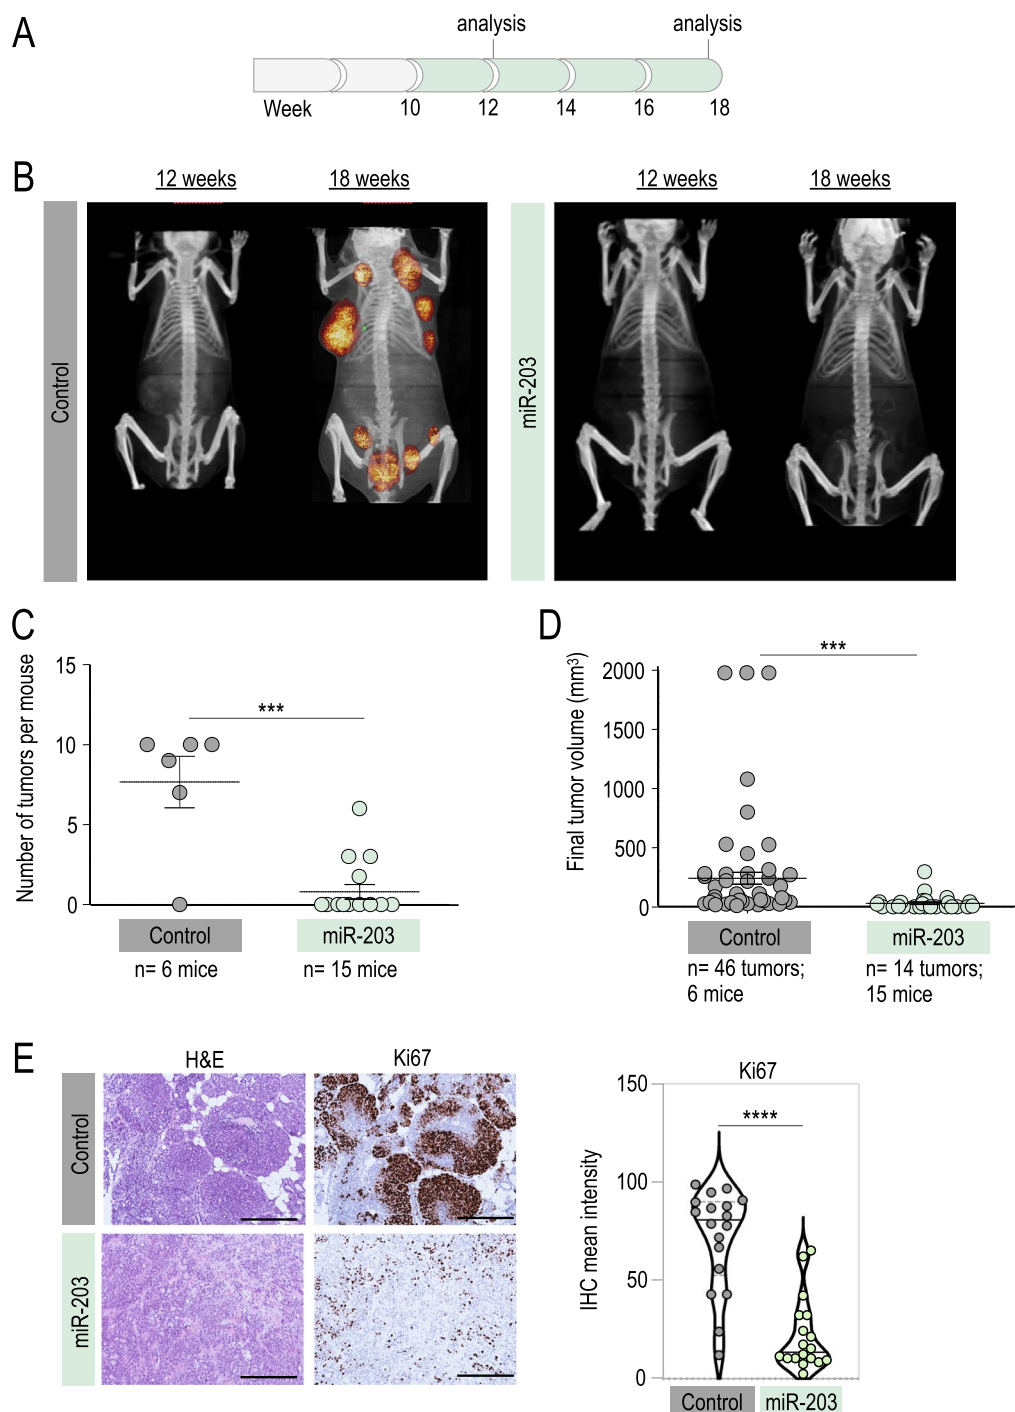 A
analysis analysis
Week 10 12 14 16 18
B
12 weeks 18 weeks 12 weeks 18 weeks
Control
miR-203
C
Number of tumors per mouse
15
10
5
0
***
Control miR-203
n= 6 mice n= 15 mice
D
Final tumor volume (mm³)
2000
1500
1000
500
0
***
Control miR-203
n= 46 tumors; n= 14 tumors;
6 mice 15 mice
E
H&E Ki67
Control
miR-203
Ki67
IHC mean intensity
150
100
50
0
****
Control miR-203